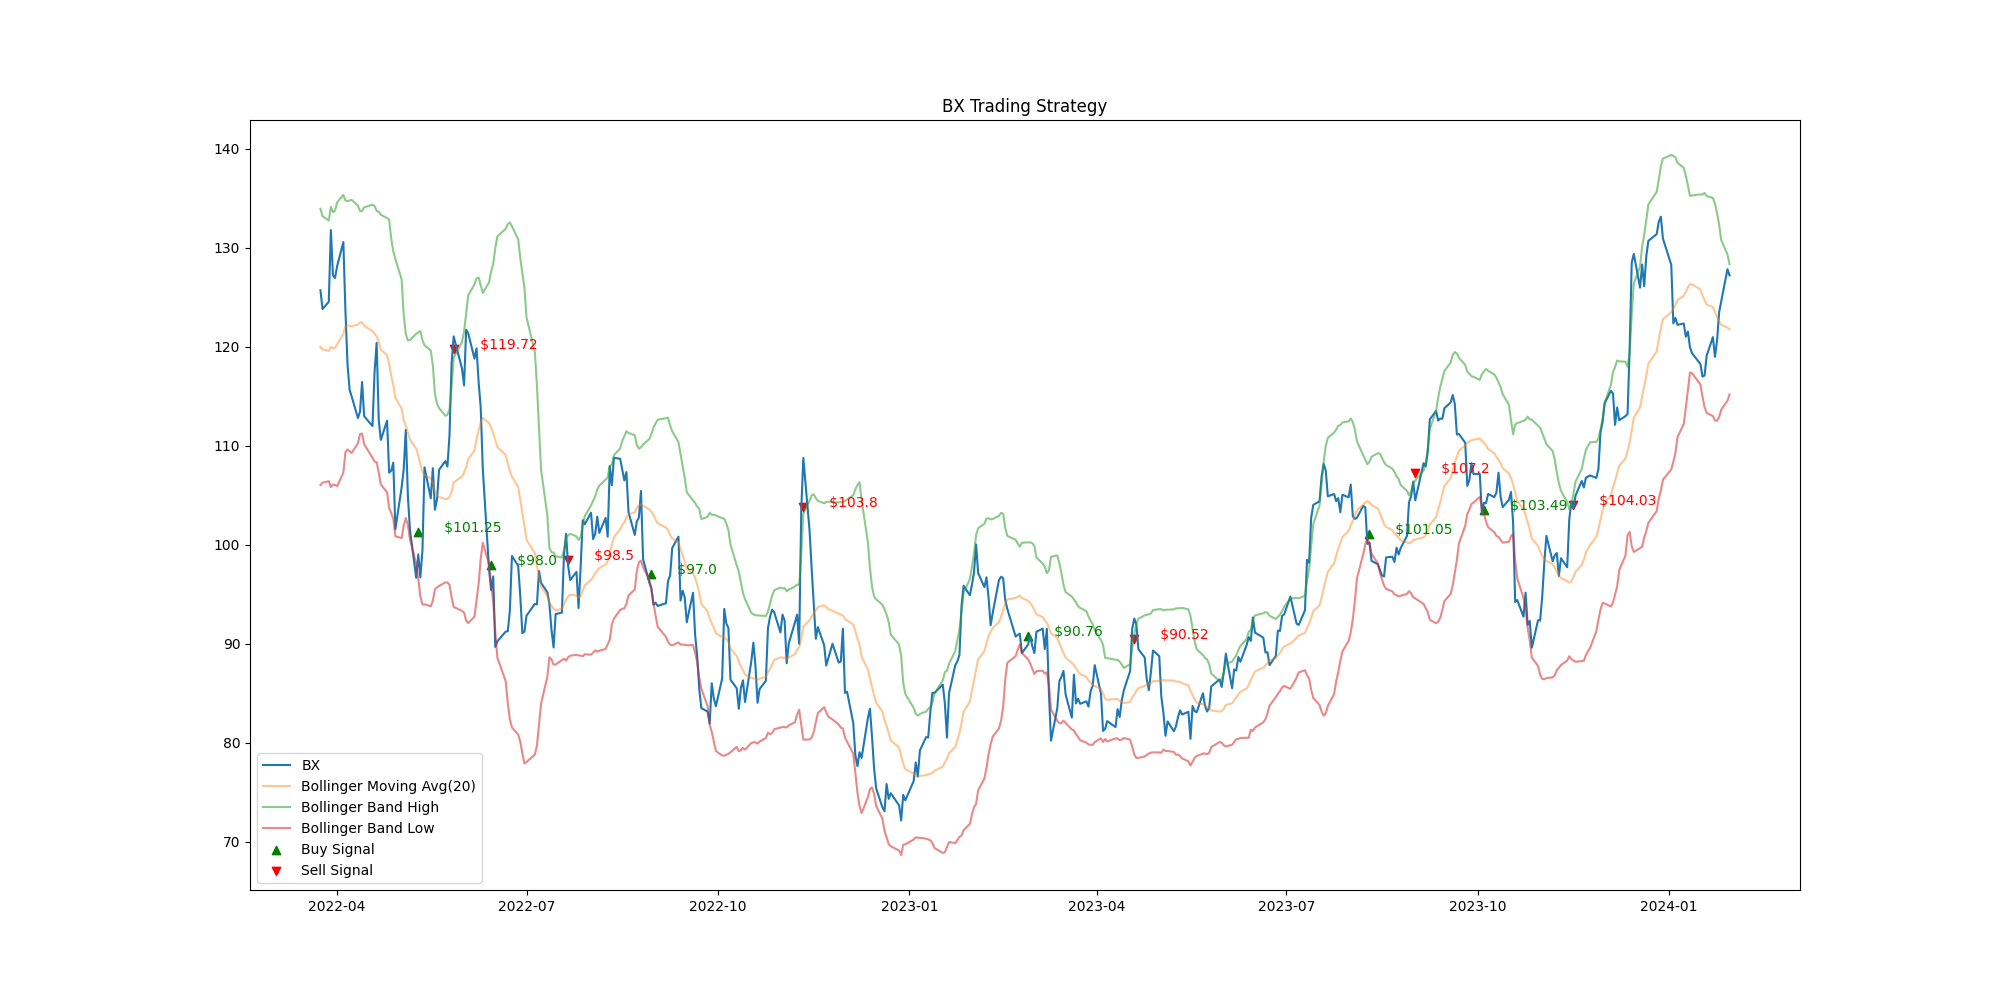 BX Trading Strategy
140
130
120
110
100
90
80
70
$119.72
$101.25
$98.0
$98.5
$97.0
$103.8
$90.76
$90.52
$101.05
$107.2
$103.49
$104.03
BX
Bollinger Moving Avg(20)
Bollinger Band High
Bollinger Band Low
Buy Signal
Sell Signal
2022-04 2022-07 2022-10 2023-01 2023-04 2023-07 2023-10 2024-01